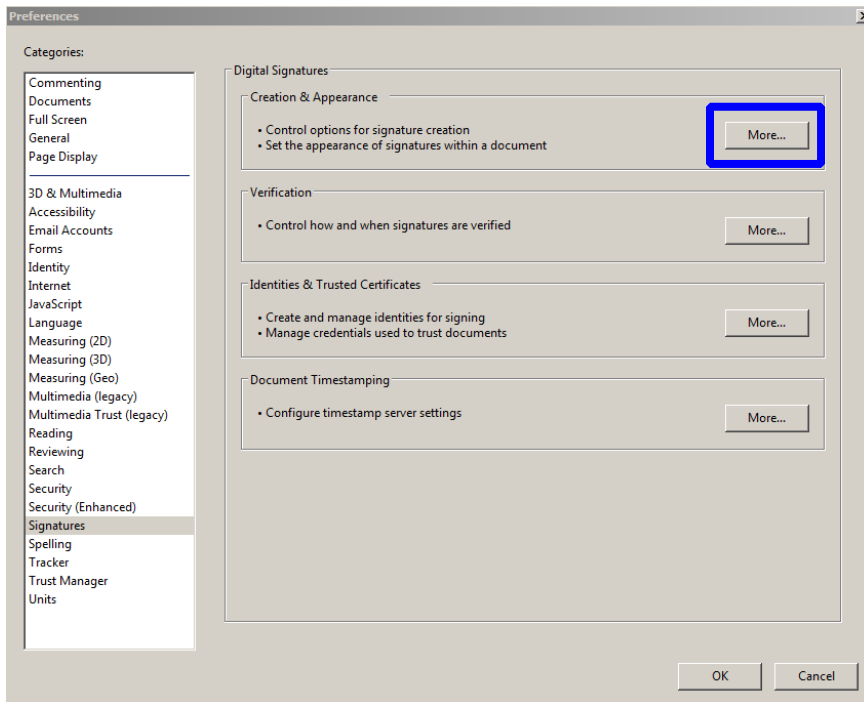 Preferences
Categories:
Commenting
Documents
Full Screen
General
Page Display
3D & Multimedia
Accessibility
Email Accounts
Forms
Identity
Internet
JavaScript
Language
Measuring (2D)
Measuring (3D)
Measuring (Geo)
Multimedia (legacy)
Multimedia Trust (legacy)
Reading
Reviewing
Search
Security
Security (Enhanced)
Signatures
Spelling
Tracker
Trust Manager
Units
Digital Signatures
Creation & Appearance
• Control options for signature creation
• Set the appearance of signatures within a document
More...
Verification
• Control how and when signatures are verified
More...
Identities & Trusted Certificates
• Create and manage identities for signing
• Manage credentials used to trust documents
More...
Document Timestamping
• Configure timestamp server settings
More...
OK
Cancel